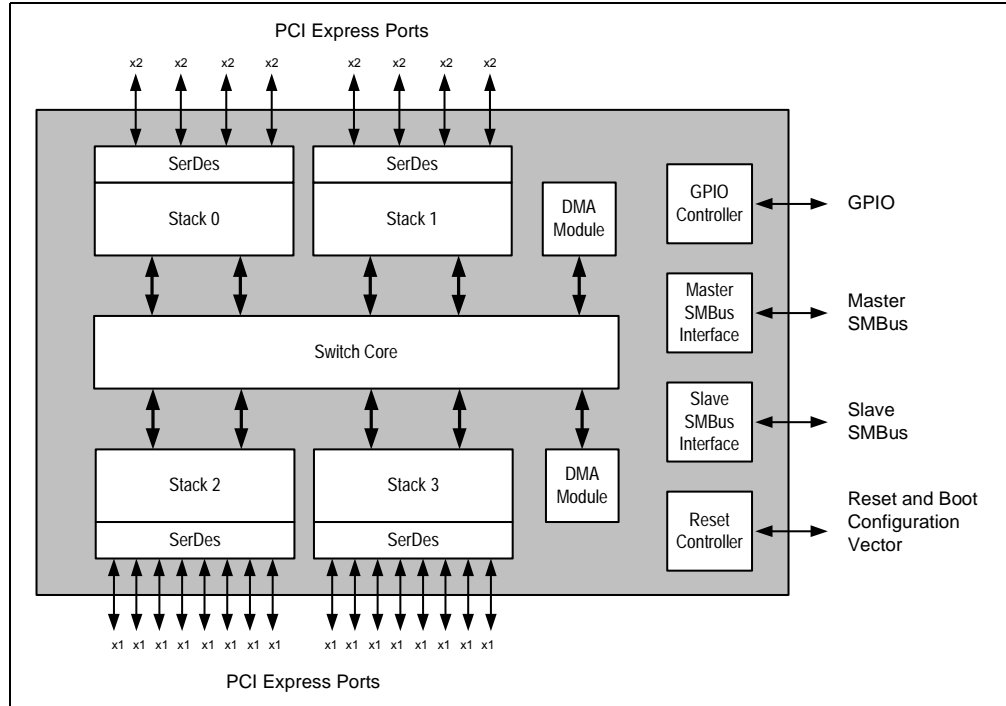 PCI Express Ports
x2 x2 x2 x2 x2 x2 x2 x2
SerDes
SerDes
Stack 0
Stack 1
DMA
Module
GPIO
Controller
GPIO
Master
SMBus
Interface
Master
SMBus
Switch Core
Slave
SMBus
Interface
Slave
SMBus
Stack 2
Stack 3
DMA
Module
SerDes
SerDes
Reset
Controller
Reset and Boot
Configuration
Vector
x1 x1 x1 x1 x1 x1 x1 x1 x1 x1 x1 x1 x1 x1 x1 x1
PCI Express Ports